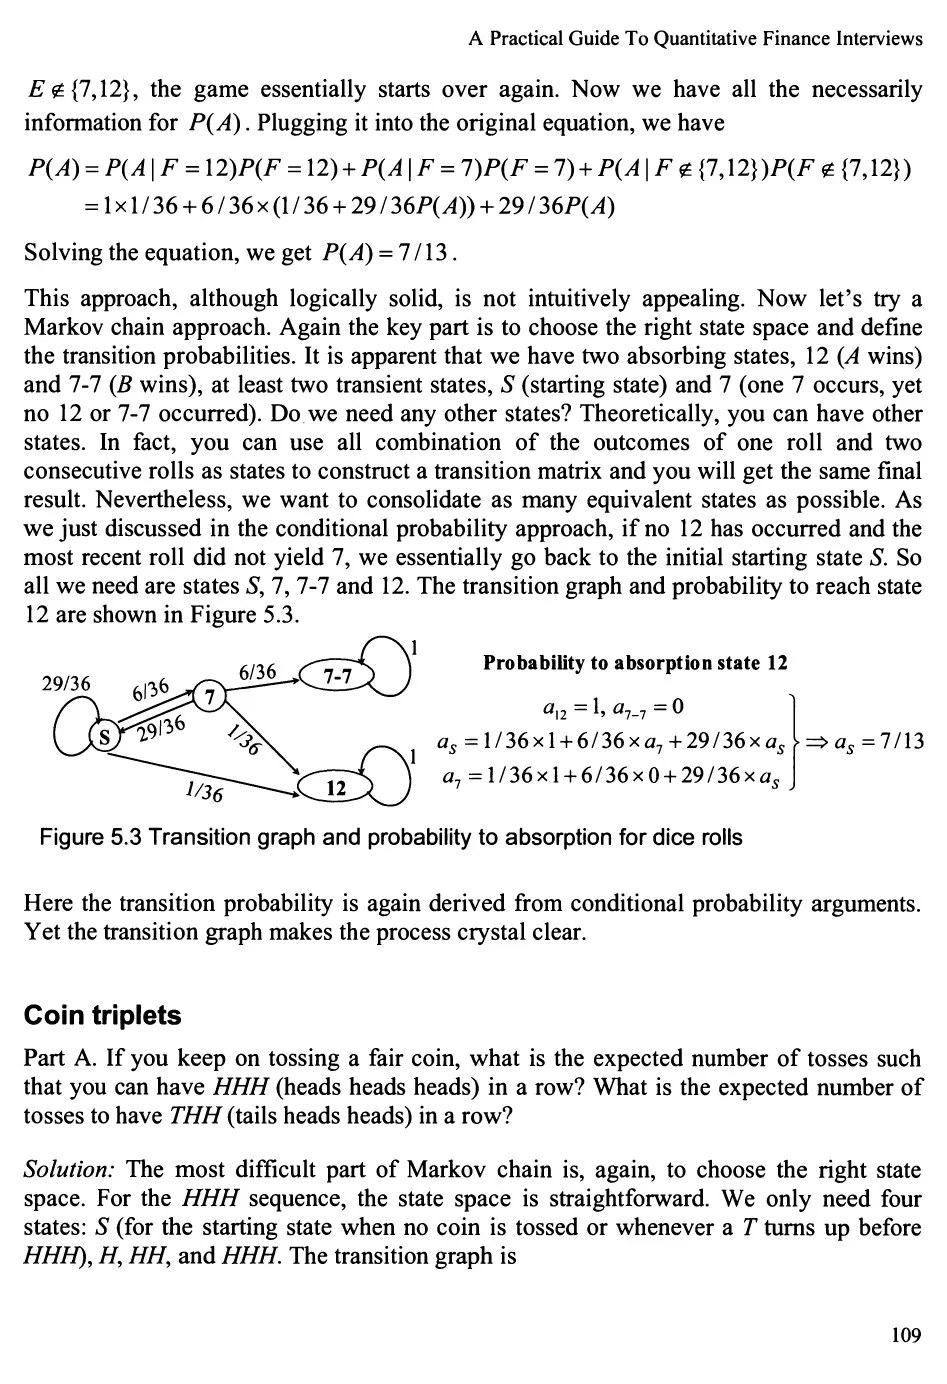 A Practical Guide To Quantitative Finance Interviews
E ∉ {7,12}, the game essentially starts over again. Now we have all the necessarily
information for P(A). Plugging it into the original equation, we have
P(A) = P(A | F = 12)P(F = 12) + P(A | F = 7)P(F = 7) + P(A | F ∉ {7,12})P(F ∉ {7,12})
= 1×1/36 + 6/36×(1/36 + 29/36P(A)) + 29/36P(A)
Solving the equation, we get P(A) = 7/13.
This approach, although logically solid, is not intuitively appealing. Now let's try a
Markov chain approach. Again the key part is to choose the right state space and define
the transition probabilities. It is apparent that we have two absorbing states, 12 (A wins)
and 7-7 (B wins), at least two transient states, S (starting state) and 7 (one 7 occurs, yet
no 12 or 7-7 occurred). Do we need any other states? Theoretically, you can have other
states. In fact, you can use all combination of the outcomes of one roll and two
consecutive rolls as states to construct a transition matrix and you will get the same final
result. Nevertheless, we want to consolidate as many equivalent states as possible. As
we just discussed in the conditional probability approach, if no 12 has occurred and the
most recent roll did not yield 7, we essentially go back to the initial starting state S. So
all we need are states S, 7, 7-7 and 12. The transition graph and probability to reach state
12 are shown in Figure 5.3.
29/36
6/36
7
6/36
7-7
1
S
29/36
1/36
1/36
12
1
Probability to absorption state 12
a₁₂ = 1, a₇₋₇ = 0
a_S = 1/36×1 + 6/36×a₇ + 29/36×a_S
a₇ = 1/36×1 + 6/36×0 + 29/36×a_S
⇒ a_S = 7/13
Figure 5.3 Transition graph and probability to absorption for dice rolls
Here the transition probability is again derived from conditional probability arguments.
Yet the transition graph makes the process crystal clear.
Coin triplets
Part A. If you keep on tossing a fair coin, what is the expected number of tosses such
that you can have HHH (heads heads heads) in a row? What is the expected number of
tosses to have THH (tails heads heads) in a row?
Solution: The most difficult part of Markov chain is, again, to choose the right state
space. For the HHH sequence, the state space is straightforward. We only need four
states: S (for the starting state when no coin is tossed or whenever a T turns up before
HHH), H, HH, and HHH. The transition graph is
109